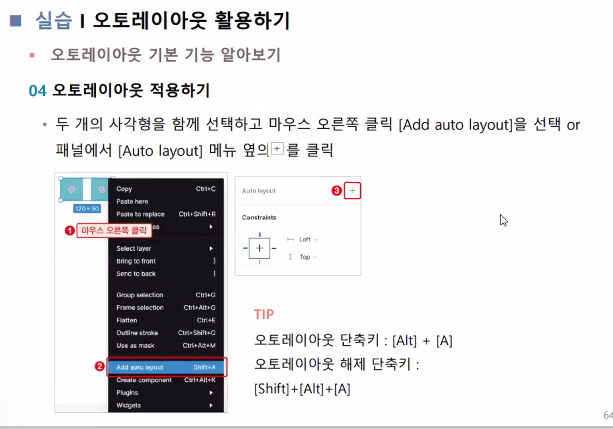 실습 I 오토레이아웃 활용하기
오토레이아웃 기본 기능 알아보기
04 오토레이아웃 적용하기
두 개의 사각형을 함께 선택하고 마우스 오른쪽 클릭 [Add auto layout]을 선택 or
패널에서 [Auto layout] 메뉴 옆의 + 를 클릭
120 × 50
1 마우스 오른쪽 클릭
Copy Ctrl+C
Paste here
Paste to replace Ctrl+Shift+R
as
Select layer
Bring to front ]
Send to back [
Group selection Ctrl+G
Frame selection Ctrl+Alt+G
Flatten Ctrl+E
Outline stroke Ctrl+Shift+O
Use as mask Ctrl+Alt+M
2 Add auto layout Shift+A
Create component Ctrl+Alt+K
Plugins
Widgets
Auto layout 3 +
Constraints
Left
Top
TIP
오토레이아웃 단축키 : [Alt] + [A]
오토레이아웃 해제 단축키 :
[Shift]+[Alt]+[A]
64